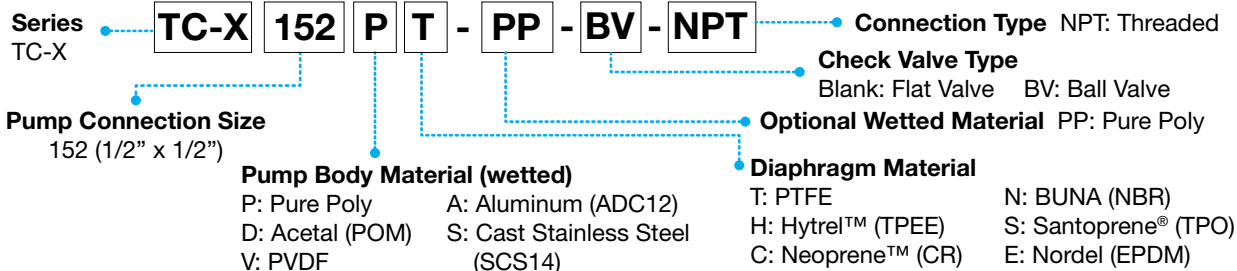 Series
TC-X
TC-X 152 P T - PP - BV - NPT
Connection Type NPT: Threaded
Check Valve Type
Blank: Flat Valve BV: Ball Valve
Pump Connection Size
152 (1/2” x 1/2”)
Optional Wetted Material PP: Pure Poly
Pump Body Material (wetted)
P: Pure Poly A: Aluminum (ADC12)
D: Acetal (POM) S: Cast Stainless Steel
V: PVDF (SCS14)
Diaphragm Material
T: PTFE N: BUNA (NBR)
H: Hytrel™ (TPEE) S: Santoprene® (TPO)
C: Neoprene™ (CR) E: Nordel (EPDM)